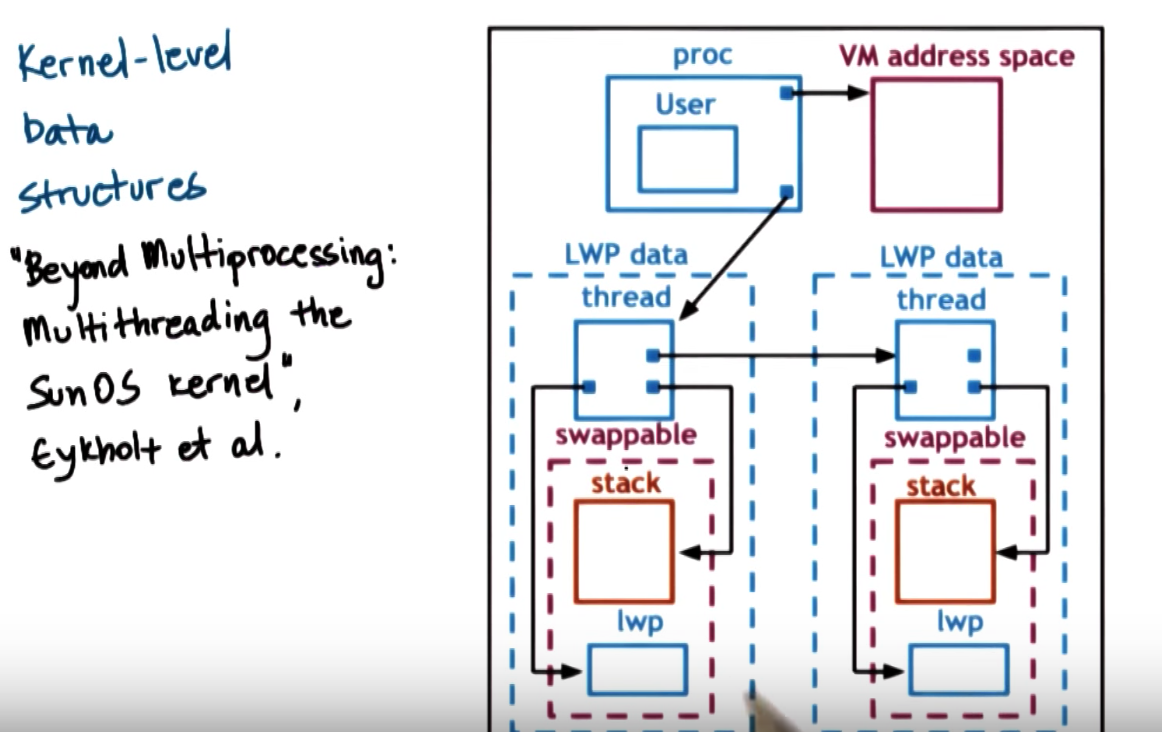 Kernel-level
Data
structures
"Beyond Multiprocessing:
Multithreading the
SunOS kernel",
Eykholt et al.
proc
VM address space
User
LWP data
LWP data
thread
thread
swappable
swappable
stack
stack
lwp
lwp